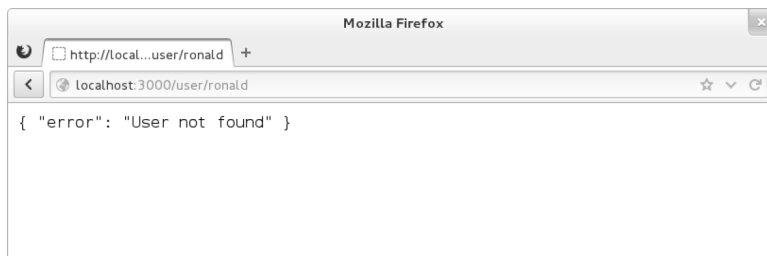 Mozilla Firefox
http://local...user/ronald
localhost:3000/user/ronald
{ "error": "User not found" }